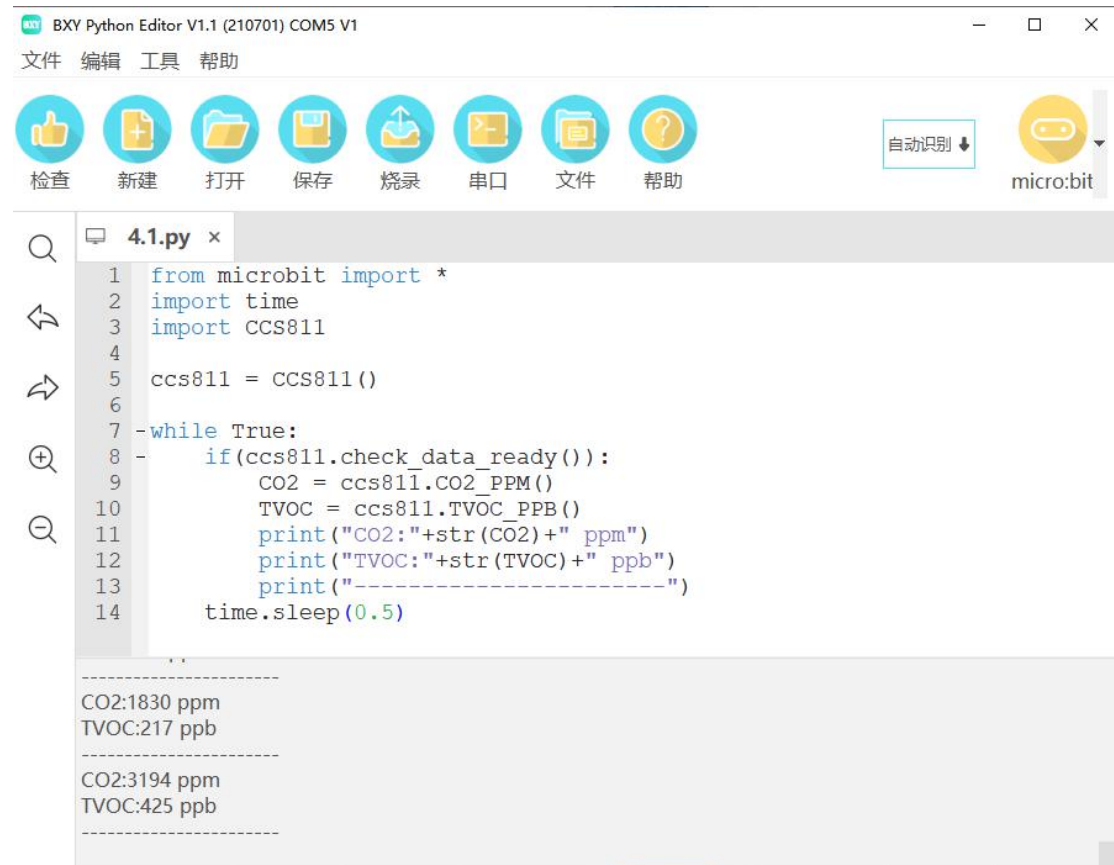 BXY BXY Python Editor V1.1 (210701) COM5 V1
文件 编辑 工具 帮助
检查 新建 打开 保存 烧录 串口 文件 帮助 自动识别 micro:bit
4.1.py ×
1 from microbit import *
2 import time
3 import CCS811
4
5 ccs811 = CCS811()
6
7 while True:
8 if(ccs811.check_data_ready()):
9 CO2 = ccs811.CO2_PPM()
10 TVOC = ccs811.TVOC_PPB()
11 print("CO2:"+str(CO2)+" ppm")
12 print("TVOC:"+str(TVOC)+" ppb")
13 print("-----------------------")
14 time.sleep(0.5)
-----------------------
CO2:1830 ppm
TVOC:217 ppb
-----------------------
CO2:3194 ppm
TVOC:425 ppb
-----------------------